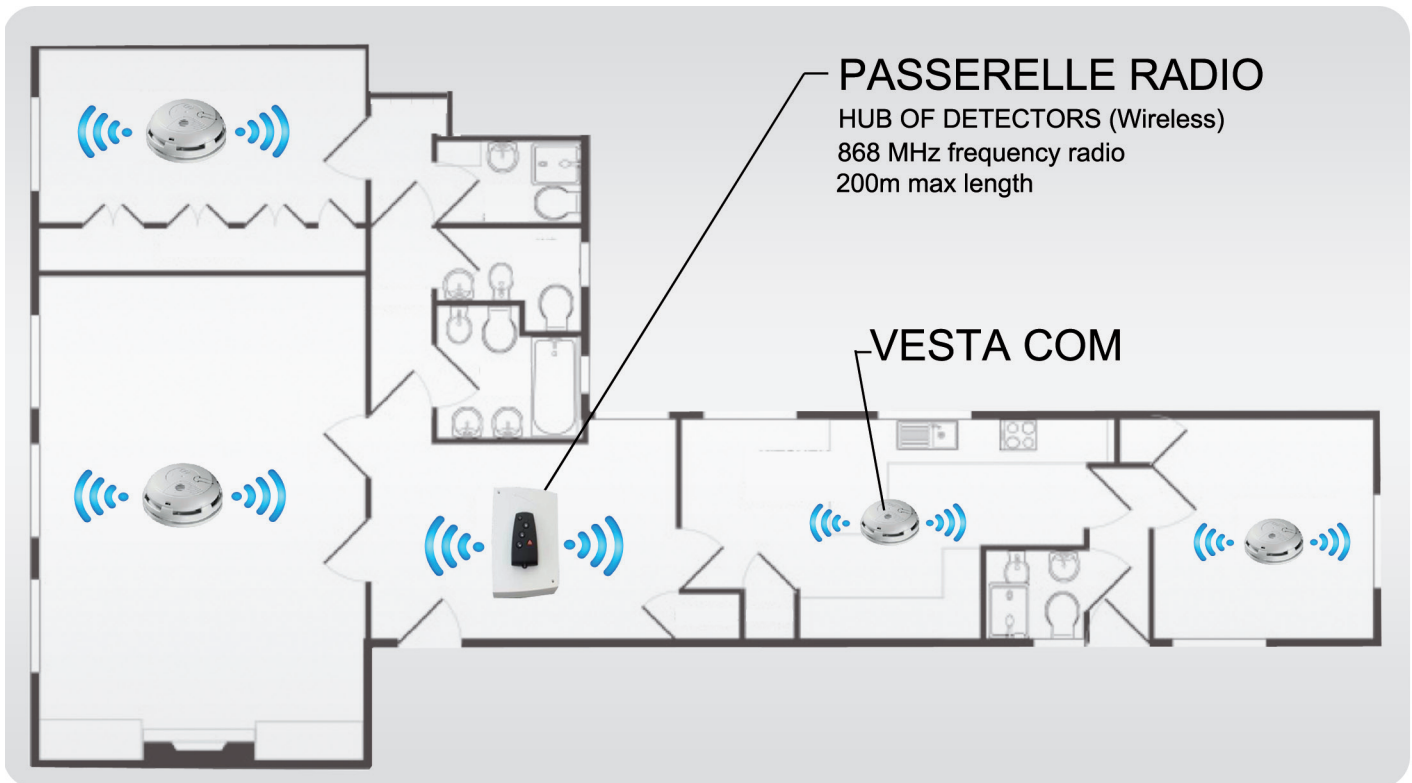 PASSERELLE RADIO
HUB OF DETECTORS (Wireless)
868 MHz frequency radio
200m max length
VESTA COM